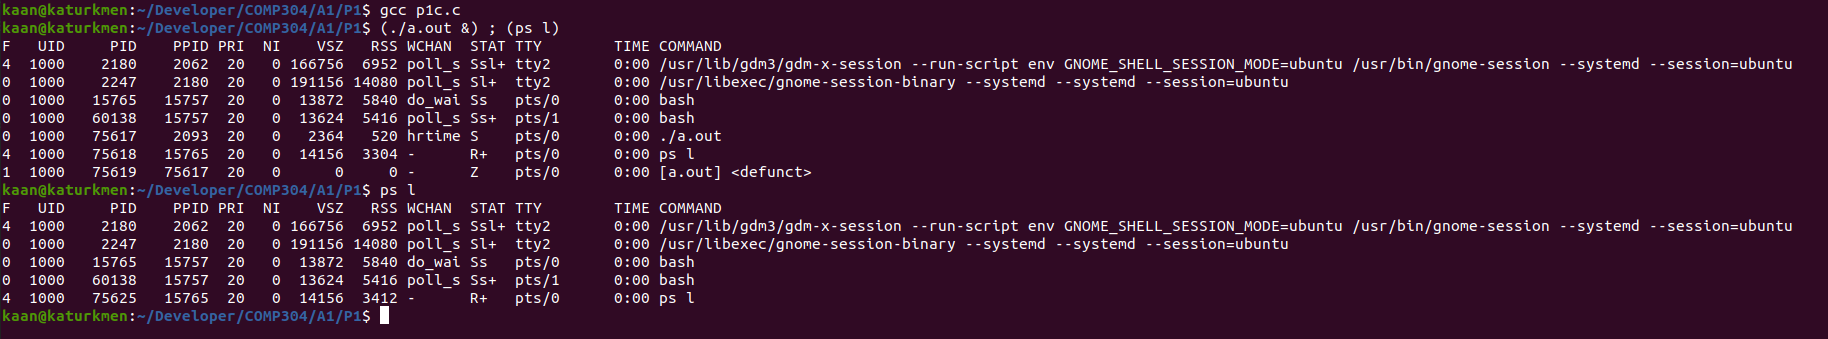 kaan@katurkmen:~/Developer/COMP304/A1/P1$ gcc p1c.c
kaan@katurkmen:~/Developer/COMP304/A1/P1$ (./a.out &) ; (ps l)
F   UID     PID    PPID PRI  NI    VSZ   RSS WCHAN  STAT TTY        TIME COMMAND
4  1000    2180    2062  20   0 166756  6952 poll_s Ssl+ tty2       0:00 /usr/lib/gdm3/gdm-x-session --run-script env GNOME_SHELL_SESSION_MODE=ubuntu /usr/bin/gnome-session --systemd --session=ubuntu
0  1000    2247    2180  20   0 191156 14080 poll_s Sl+  tty2       0:00 /usr/libexec/gnome-session-binary --systemd --systemd --session=ubuntu
0  1000   15765   15757  20   0  13872  5840 do_wai Ss   pts/0      0:00 bash
0  1000   60138   15757  20   0  13624  5416 poll_s Ss+  pts/1      0:00 bash
0  1000   75617    2093  20   0   2364   520 hrtime S    pts/0      0:00 ./a.out
4  1000   75618   15765  20   0  14156  3304 -      R+   pts/0      0:00 ps l
1  1000   75619   75617  20   0      0     0 -      Z    pts/0      0:00 [a.out] <defunct>
kaan@katurkmen:~/Developer/COMP304/A1/P1$ ps l
F   UID     PID    PPID PRI  NI    VSZ   RSS WCHAN  STAT TTY        TIME COMMAND
4  1000    2180    2062  20   0 166756  6952 poll_s Ssl+ tty2       0:00 /usr/lib/gdm3/gdm-x-session --run-script env GNOME_SHELL_SESSION_MODE=ubuntu /usr/bin/gnome-session --systemd --session=ubuntu
0  1000    2247    2180  20   0 191156 14080 poll_s Sl+  tty2       0:00 /usr/libexec/gnome-session-binary --systemd --systemd --session=ubuntu
0  1000   15765   15757  20   0  13872  5840 do_wai Ss   pts/0      0:00 bash
0  1000   60138   15757  20   0  13624  5416 poll_s Ss+  pts/1      0:00 bash
4  1000   75625   15765  20   0  14156  3412 -      R+   pts/0      0:00 ps l
kaan@katurkmen:~/Developer/COMP304/A1/P1$